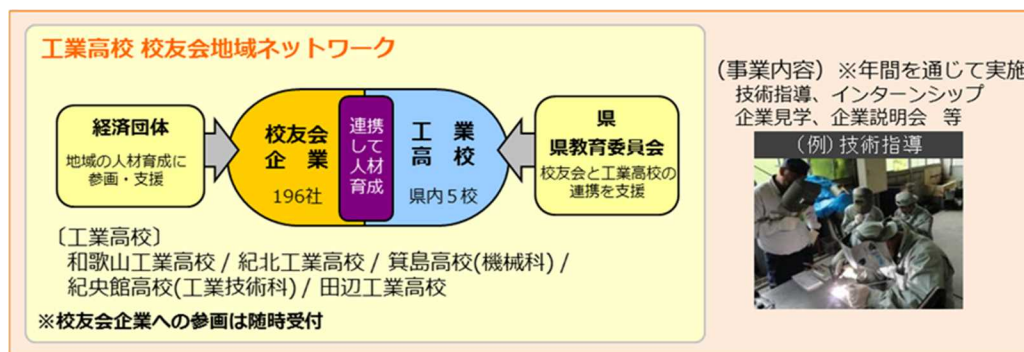 工業高校 校友会地域ネットワーク
経済団体
地域の人材育成に
参画・支援
校友会
企　業
196社
連携
して
人材
育成
工　業
高　校
県内５校
県
県教育委員会
校友会と工業高校の
連携を支援
〔工業高校〕
和歌山工業高校 / 紀北工業高校 / 箕島高校(機械科) /
紀央館高校(工業技術科) / 田辺工業高校
※校友会企業への参画は随時受付
（事業内容）※年間を通じて実施
技術指導、インターンシップ
企業見学、企業説明会　等
（例）技術指導